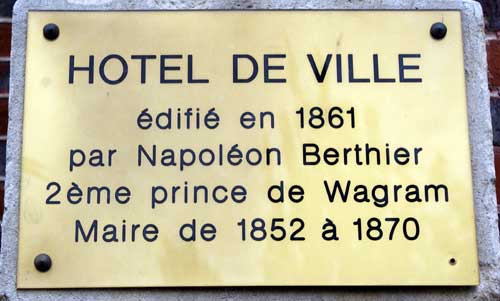 HOTEL DE VILLE
édifié en 1861
par Napoléon Berthier
2ème prince de Wagram
Maire de 1852 à 1870